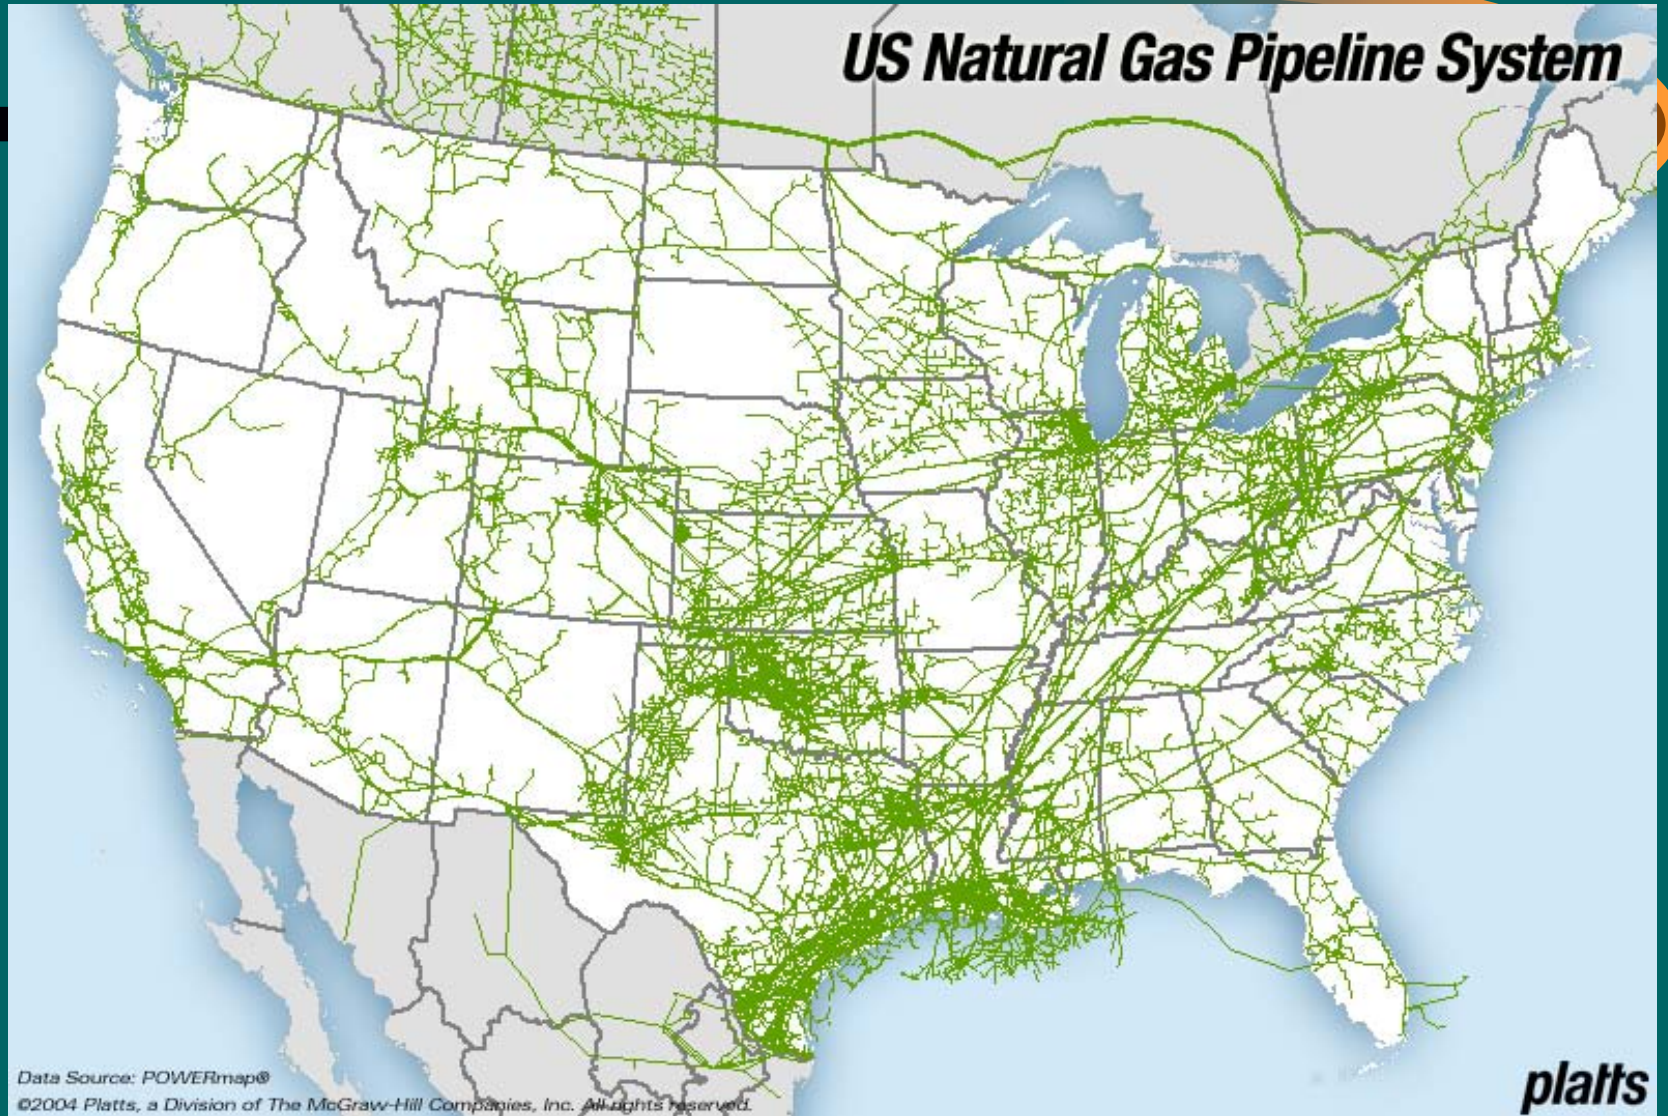 US Natural Gas Pipeline System
Data Source: POWERmap®
©2004 Platts, a Division of The McGraw-Hill Companies, Inc. All rights reserved.
platts